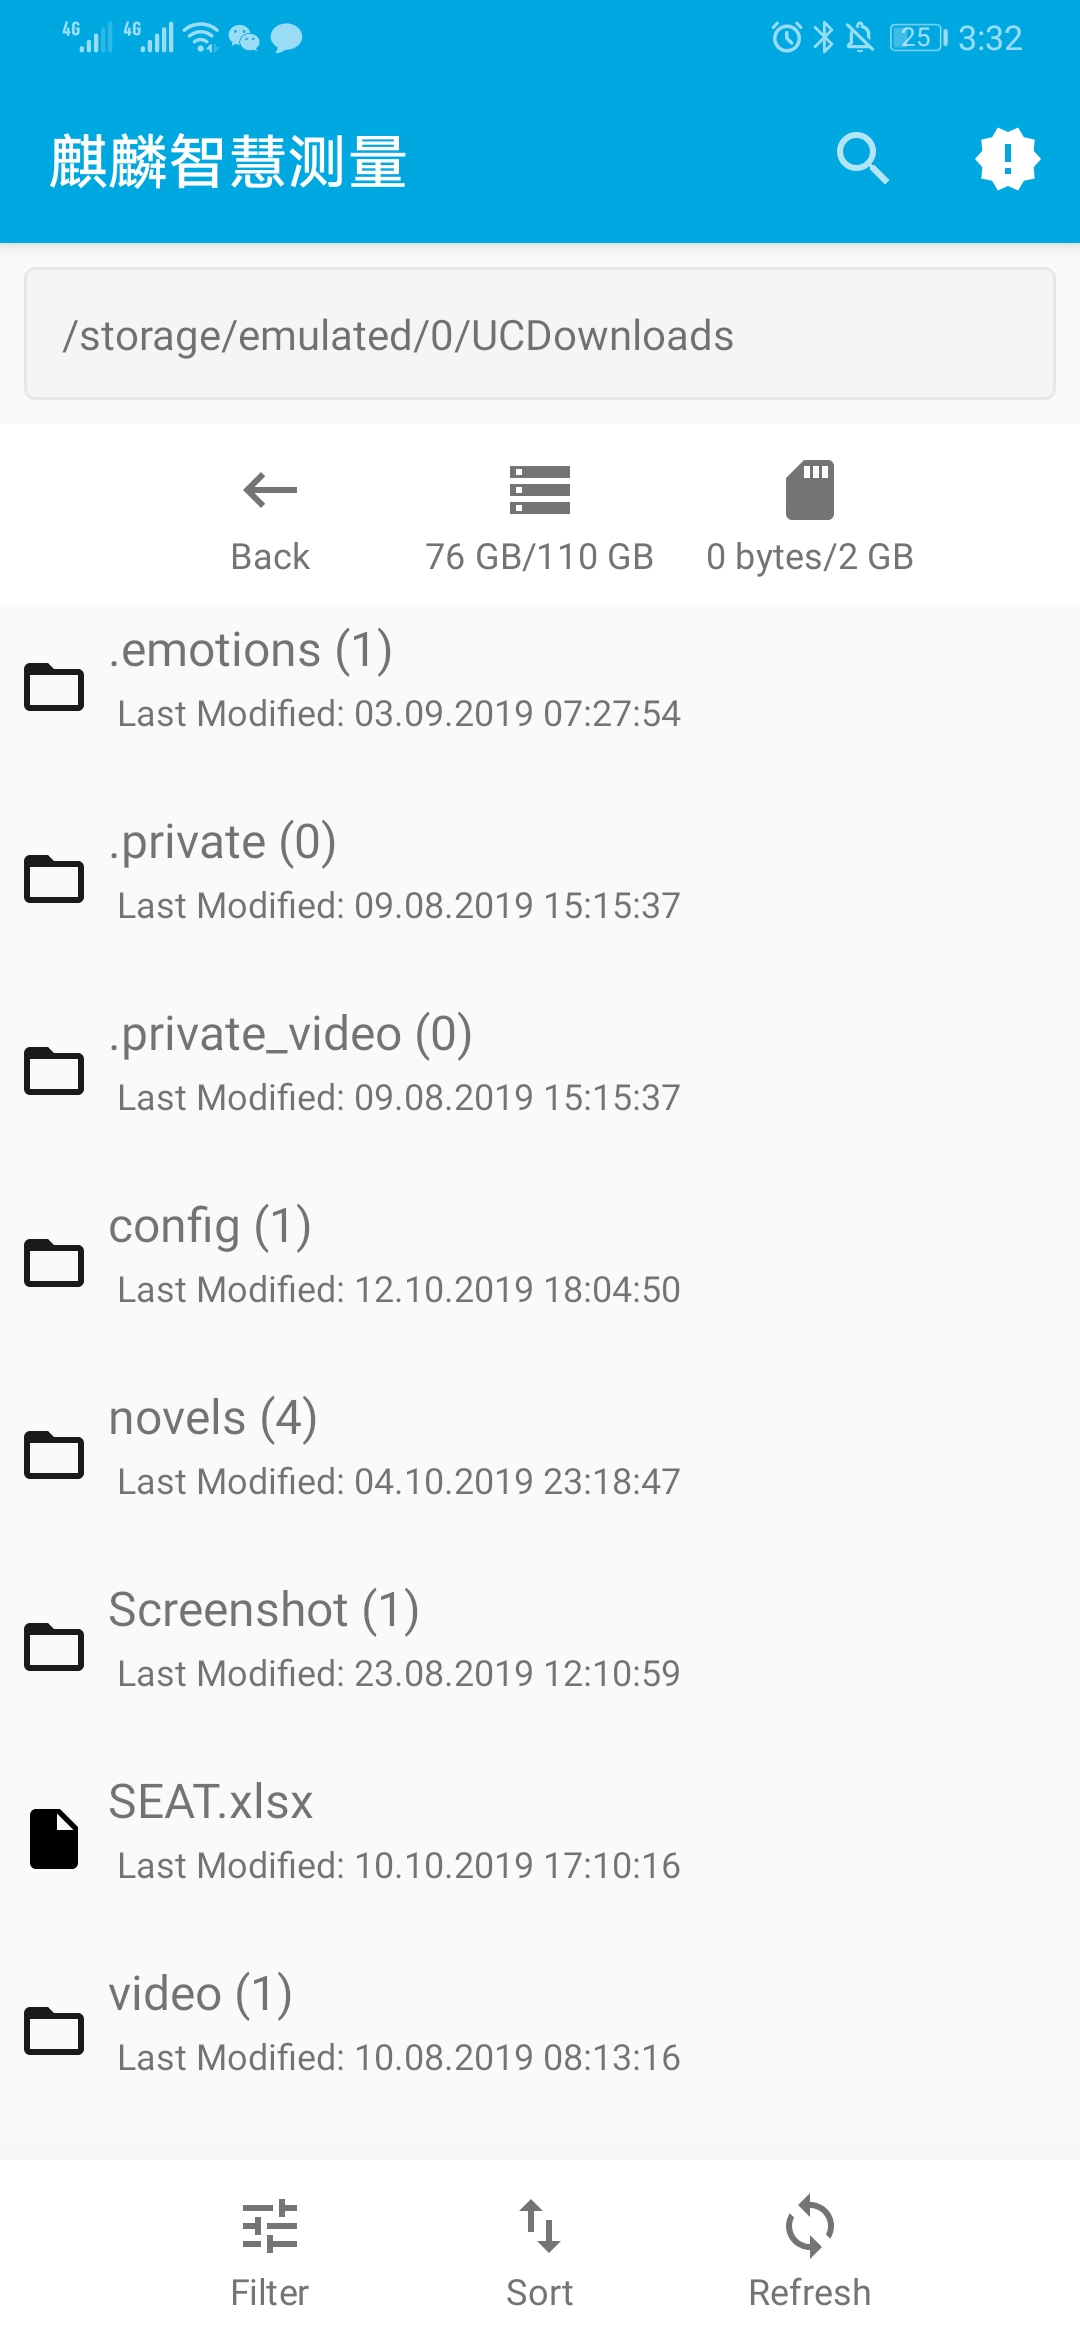 4G 4G 25 3:32
麒麟智慧测量
/storage/emulated/0/UCDownloads
Back 76 GB/110 GB 0 bytes/2 GB
.emotions (1)
Last Modified: 03.09.2019 07:27:54
.private (0)
Last Modified: 09.08.2019 15:15:37
.private_video (0)
Last Modified: 09.08.2019 15:15:37
config (1)
Last Modified: 12.10.2019 18:04:50
novels (4)
Last Modified: 04.10.2019 23:18:47
Screenshot (1)
Last Modified: 23.08.2019 12:10:59
SEAT.xlsx
Last Modified: 10.10.2019 17:10:16
video (1)
Last Modified: 10.08.2019 08:13:16
Filter Sort Refresh